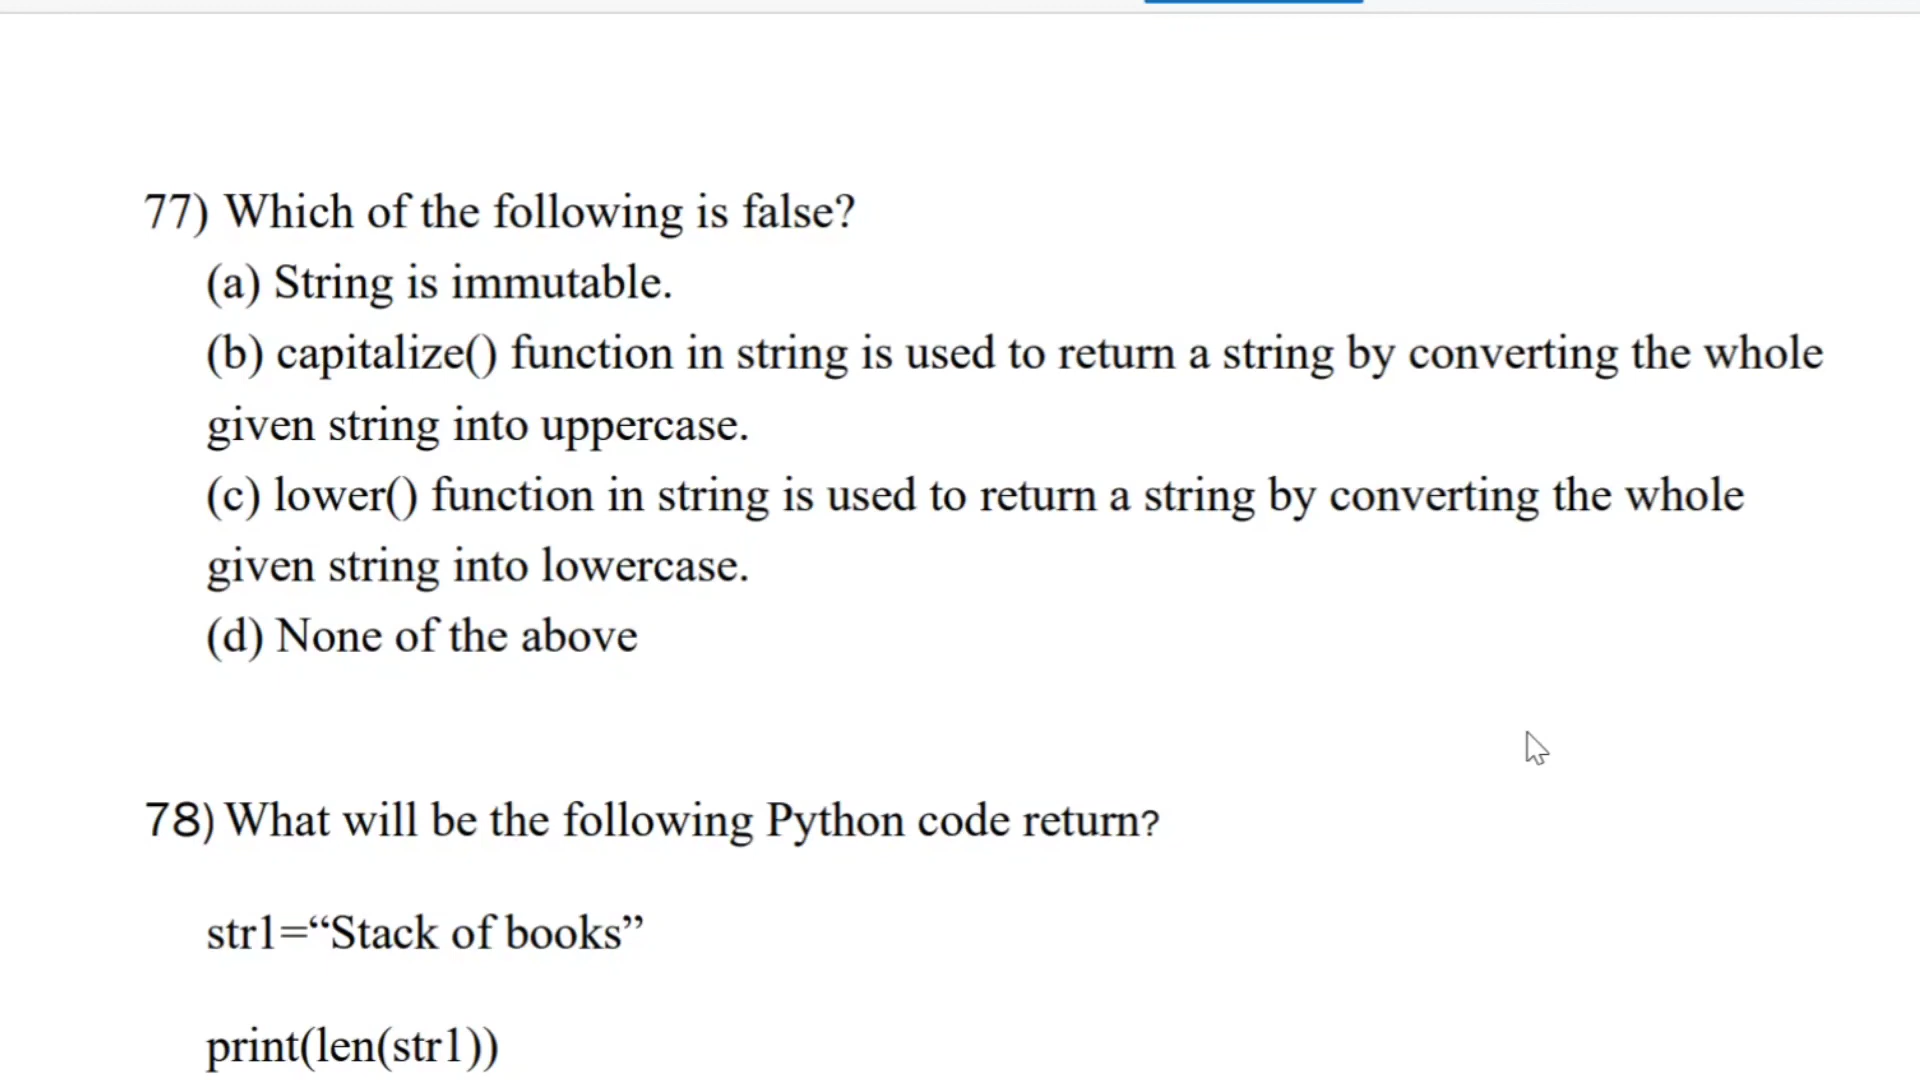 77) Which of the following is false?
(a) String is immutable.
(b) capitalize() function in string is used to return a string by converting the whole
given string into uppercase.
(c) lower() function in string is used to return a string by converting the whole
given string into lowercase.
(d) None of the above
78) What will be the following Python code return?
str1=“Stack of books”
print(len(str1))